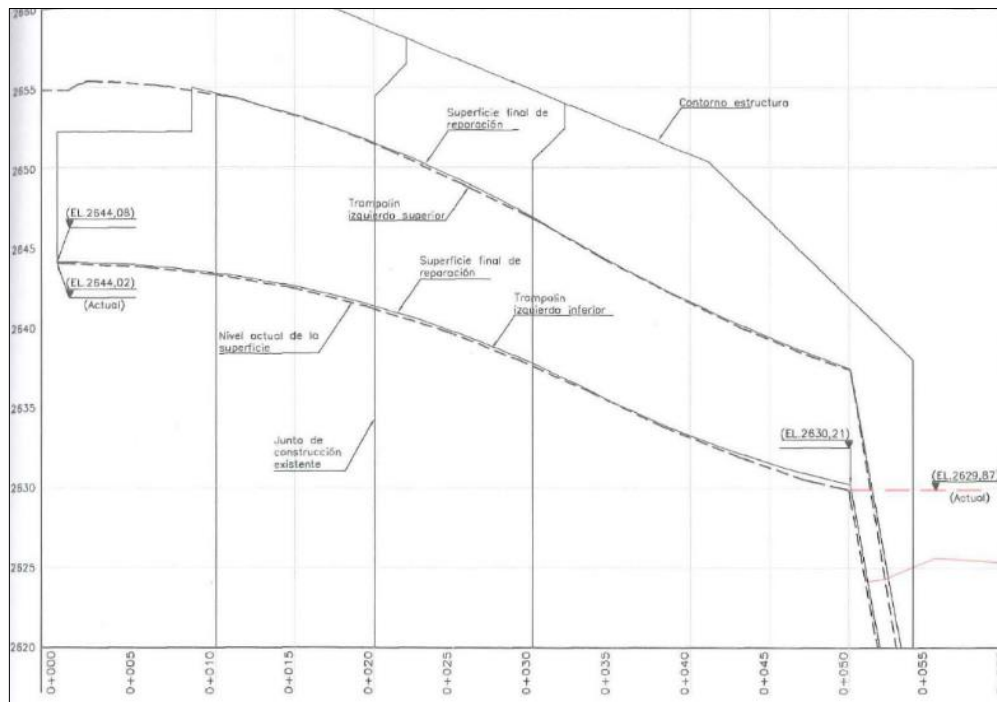 2660
2655
2650
2645
2640
2635
2630
2625
2620
Contorno estructura
Superficie final de
reparación
Trampolin
izquierdo superior
(EL.2644,08)
(EL.2644,02)
(Actual)
Superficie final de
reparación
Trampolin
izquierdo inferior
Nivel actual de la
superficie
Junta de
construcción
existente
(EL.2630,21)
(EL.2629,87)
(Actual)
0+000
0+005
0+010
0+015
0+020
0+025
0+030
0+035
0+040
0+045
0+050
0+055